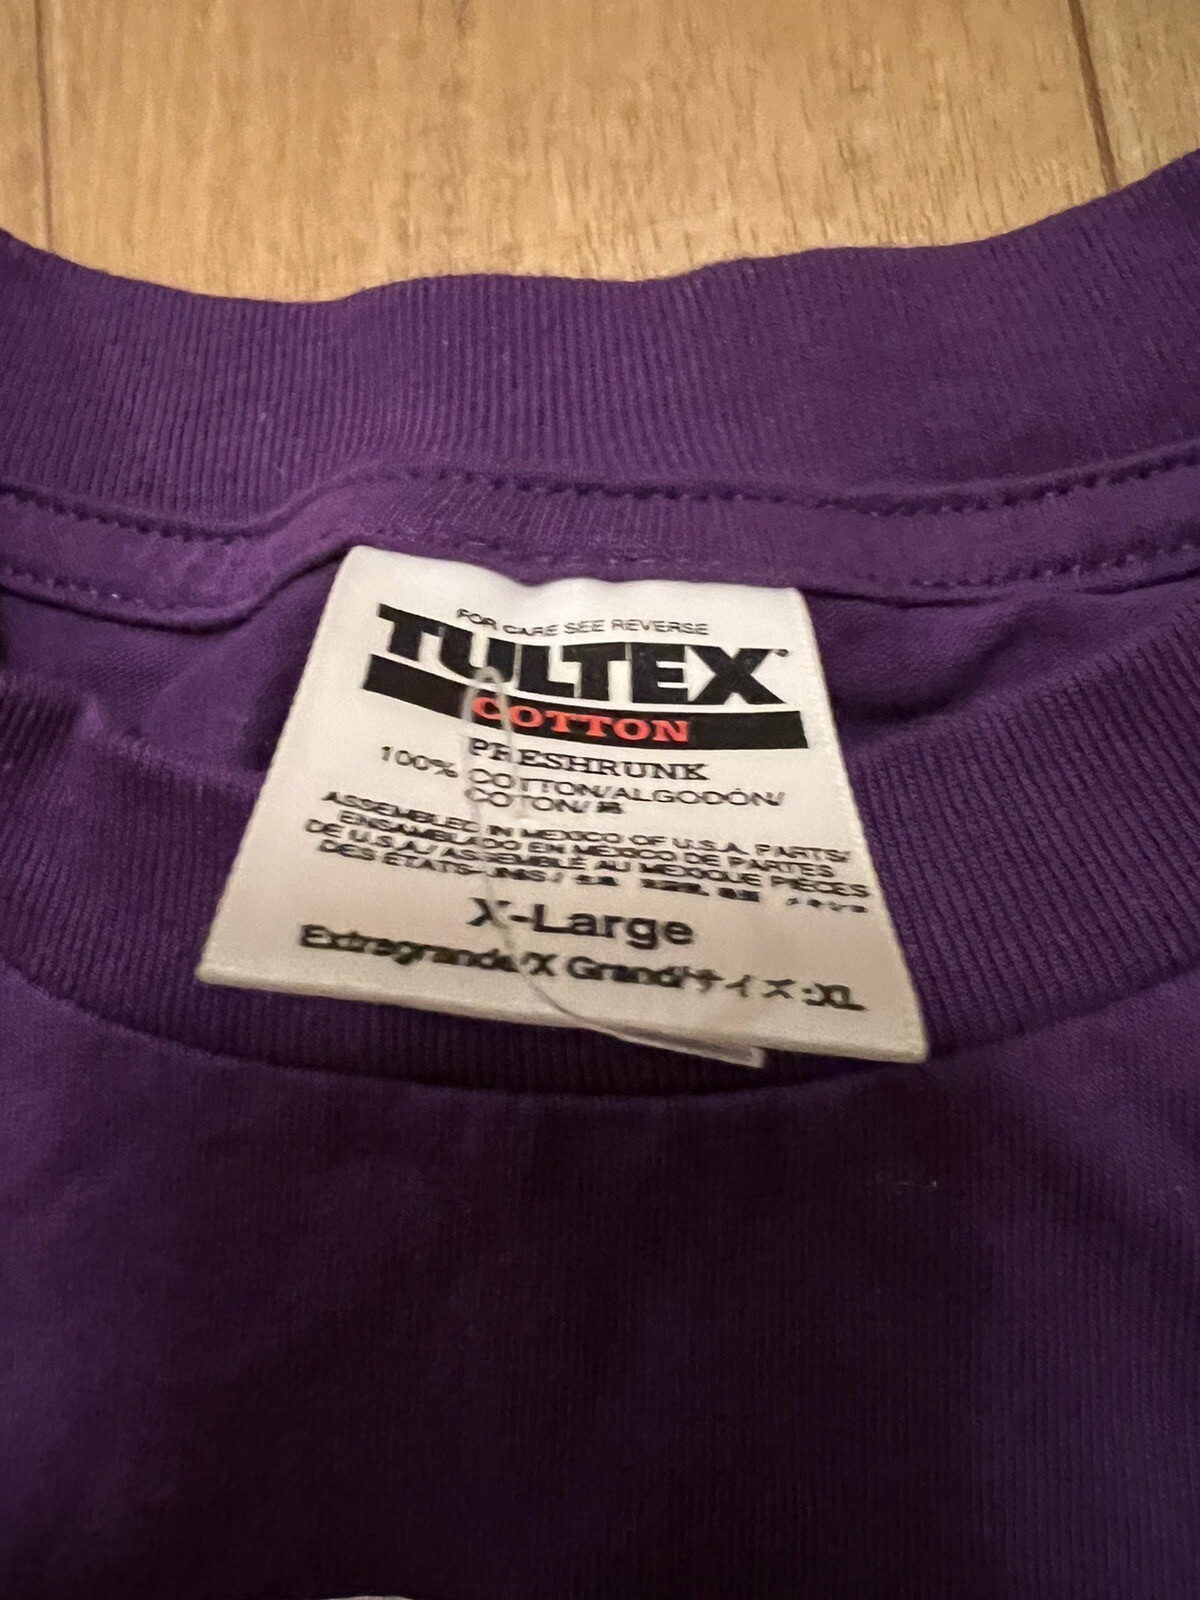 FOR CARE SEE REVERSE
TULTEX
COTTON
PRESHRUNK
100% COTTON/ALGODÓN/
COTON/ 綿
ASSEMBLED IN MEXICO OF U.S.A. PARTS/
ENSAMBLADO EN MEXICO DE PARTES
DE U.S.A./ ASSEMBLÉ AU MEXIQUE PIÈCES
DES ÉTATS-UNIS /
X-Large
Extragrande/X Grand/サイズ:XL